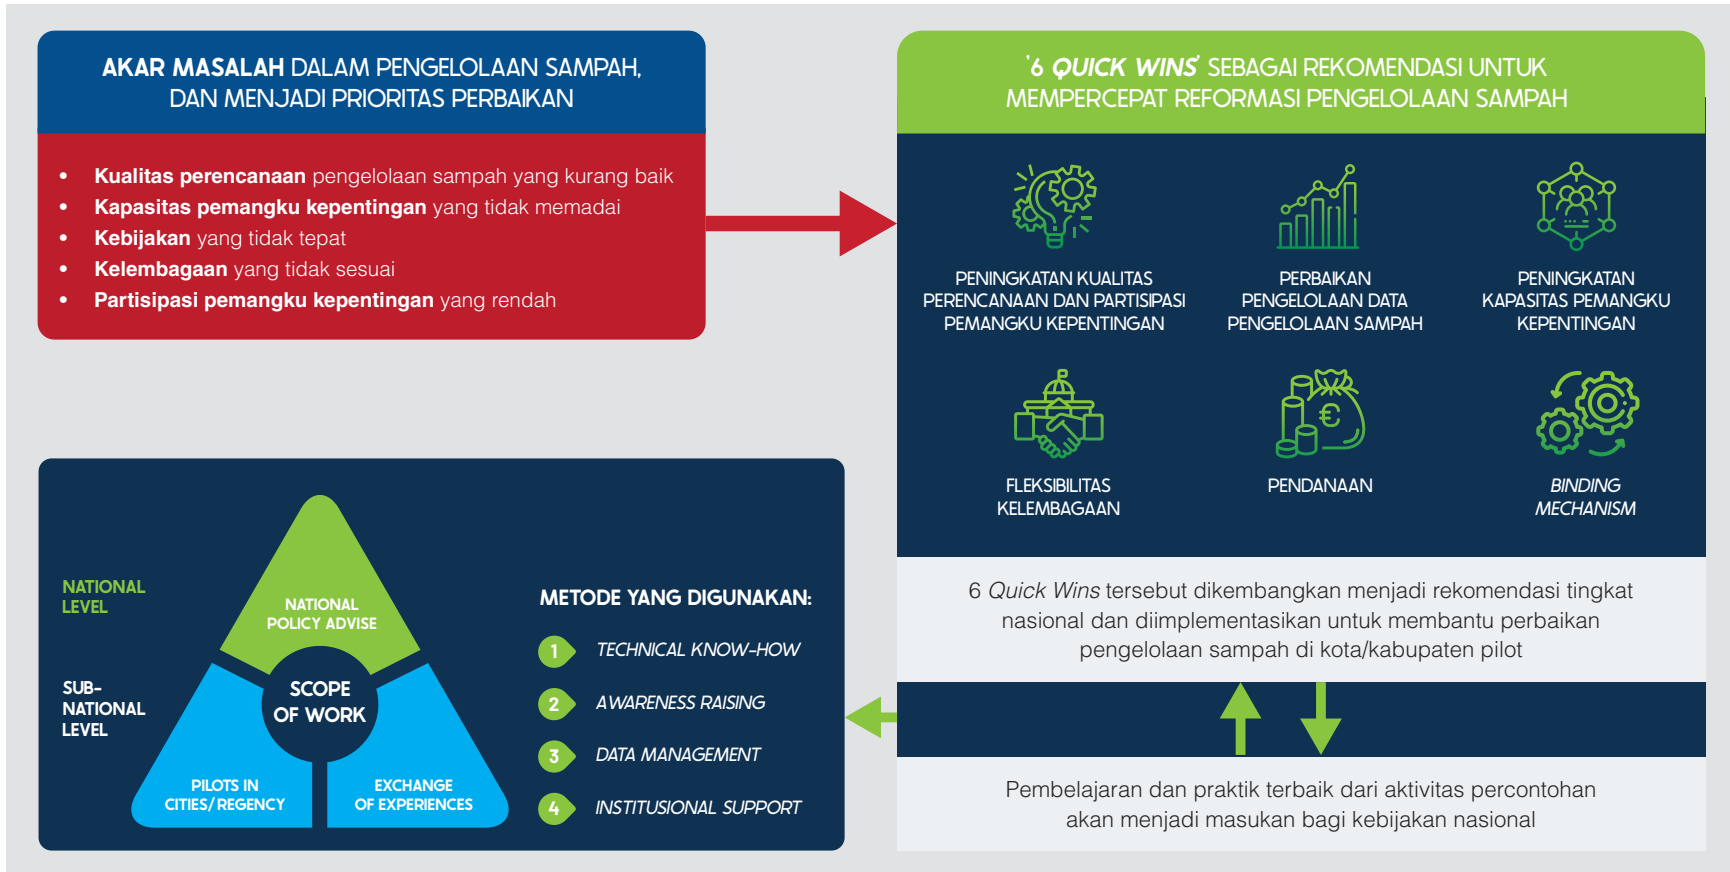 AKAR MASALAH DALAM PENGELOLAAN SAMPAH,
DAN MENJADI PRIORITAS PERBAIKAN
• Kualitas perencanaan pengelolaan sampah yang kurang baik
• Kapasitas pemangku kepentingan yang tidak memadai
• Kebijakan yang tidak tepat
• Kelembagaan yang tidak sesuai
• Partisipasi pemangku kepentingan yang rendah
'6 QUICK WINS' SEBAGAI REKOMENDASI UNTUK
MEMPERCEPAT REFORMASI PENGELOLAAN SAMPAH
PENINGKATAN KUALITAS
PERENCANAAN DAN PARTISIPASI
PEMANGKU KEPENTINGAN
PERBAIKAN
PENGELOLAAN DATA
PENGELOLAAN SAMPAH
PENINGKATAN
KAPASITAS PEMANGKU
KEPENTINGAN
FLEKSIBILITAS
KELEMBAGAAN
€
PENDANAAN
BINDING
MECHANISM
6 Quick Wins tersebut dikembangkan menjadi rekomendasi tingkat
nasional dan diimplementasikan untuk membantu perbaikan
pengelolaan sampah di kota/kabupaten pilot
Pembelajaran dan praktik terbaik dari aktivitas percontohan
akan menjadi masukan bagi kebijakan nasional
NATIONAL
LEVEL
SUB-
NATIONAL
LEVEL
NATIONAL
POLICY ADVISE
SCOPE
OF WORK
PILOTS IN
CITIES/REGENCY
EXCHANGE
OF EXPERIENCES
METODE YANG DIGUNAKAN:
1 TECHNICAL KNOW-HOW
2 AWARENESS RAISING
3 DATA MANAGEMENT
4 INSTITUSIONAL SUPPORT